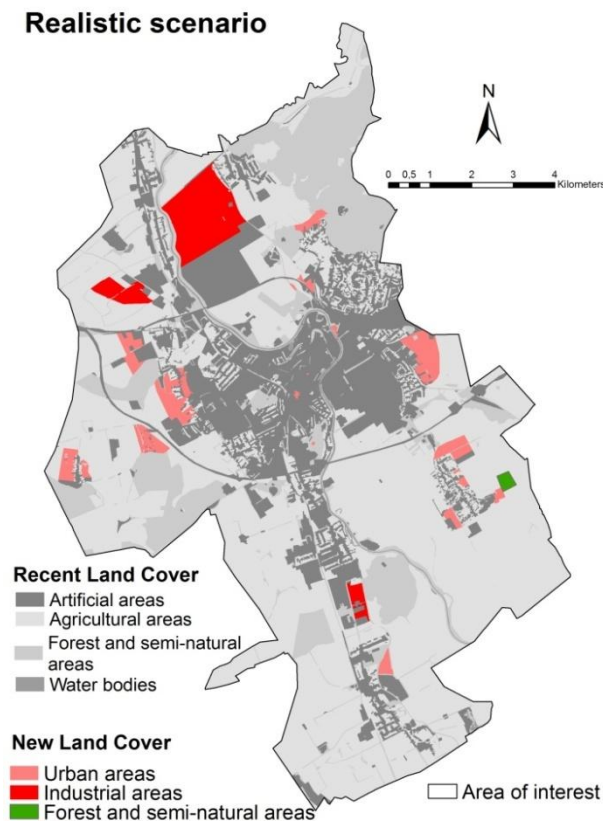 Realistic scenario
N
0 0,5 1 2 3 4
Kilometers
Recent Land Cover
Artificial areas
Agricultural areas
Forest and semi-natural
areas
Water bodies
New Land Cover
Urban areas
Industrial areas
Forest and semi-natural areas
Area of interest